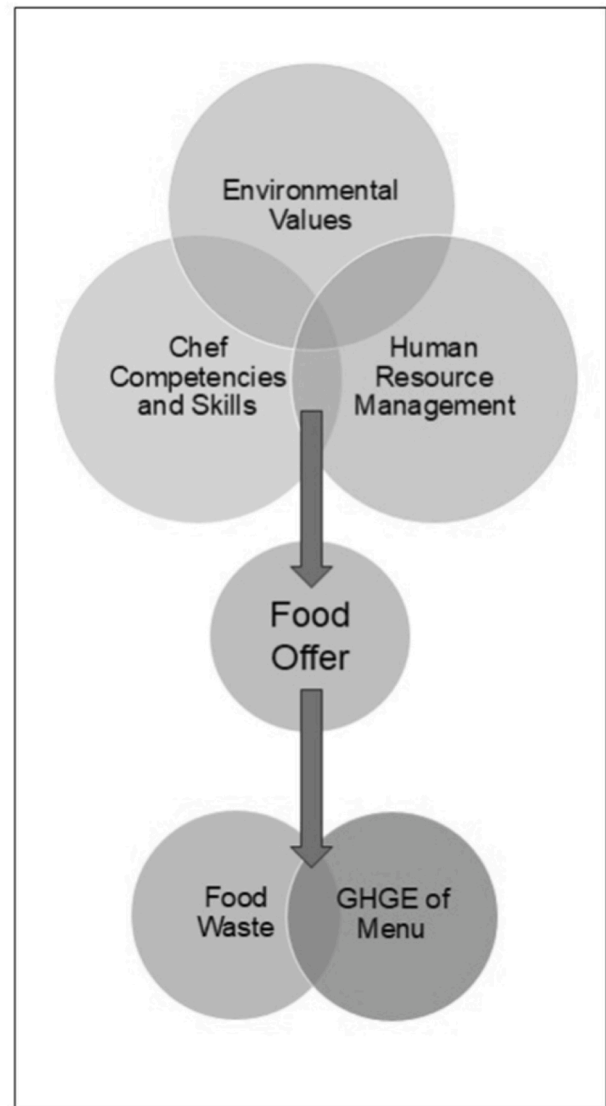 Environmental
Values
Chef
Competencies
and Skills
Human
Resource
Management
Food
Offer
Food
Waste
GHGE of
Menu